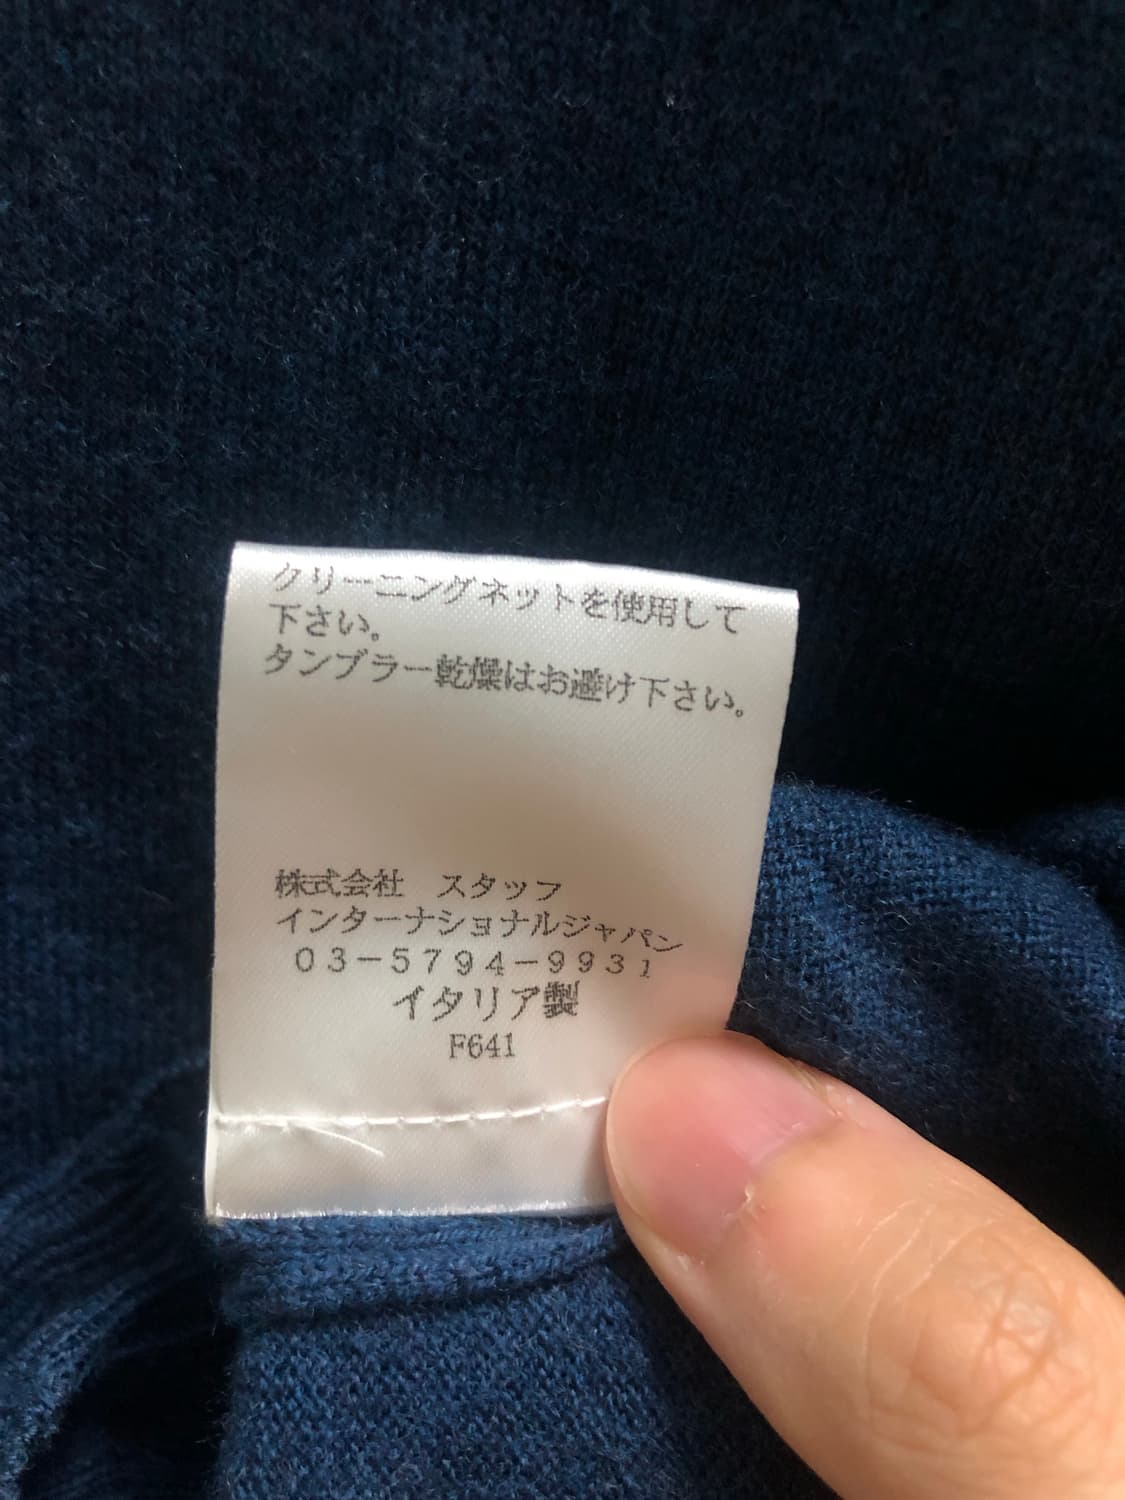 クリーニングネットを使用して
下さい。
タンブラー乾燥はお避け下さい。
株式会社 スタッフ
インターナショナルジャパン
03-5794-9931
イタリア製
F641